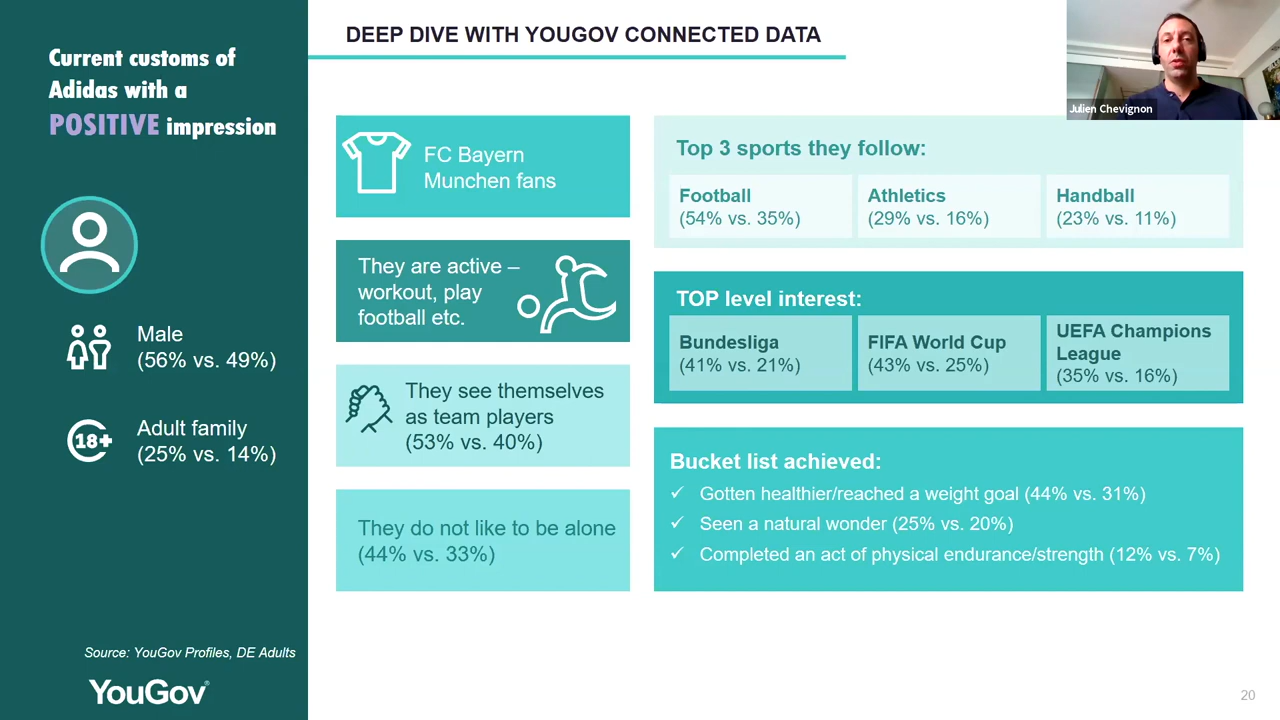 Current customs of
Adidas with a
POSITIVE impression
Male
(56% vs. 49%)
18+
Adult family
(25% vs. 14%)
Source: YouGov Profiles, DE Adults
YouGov®
DEEP DIVE WITH YOUGOV CONNECTED DATA
FC Bayern
Munchen fans
They are active –
workout, play
football etc.
They see themselves
as team players
(53% vs. 40%)
They do not like to be alone
(44% vs. 33%)
Julien Chevignon
Top 3 sports they follow:
Football
(54% vs. 35%)
Athletics
(29% vs. 16%)
Handball
(23% vs. 11%)
TOP level interest:
Bundesliga
(41% vs. 21%)
FIFA World Cup
(43% vs. 25%)
UEFA Champions
League
(35% vs. 16%)
Bucket list achieved:
✓ Gotten healthier/reached a weight goal (44% vs. 31%)
✓ Seen a natural wonder (25% vs. 20%)
✓ Completed an act of physical endurance/strength (12% vs. 7%)
20